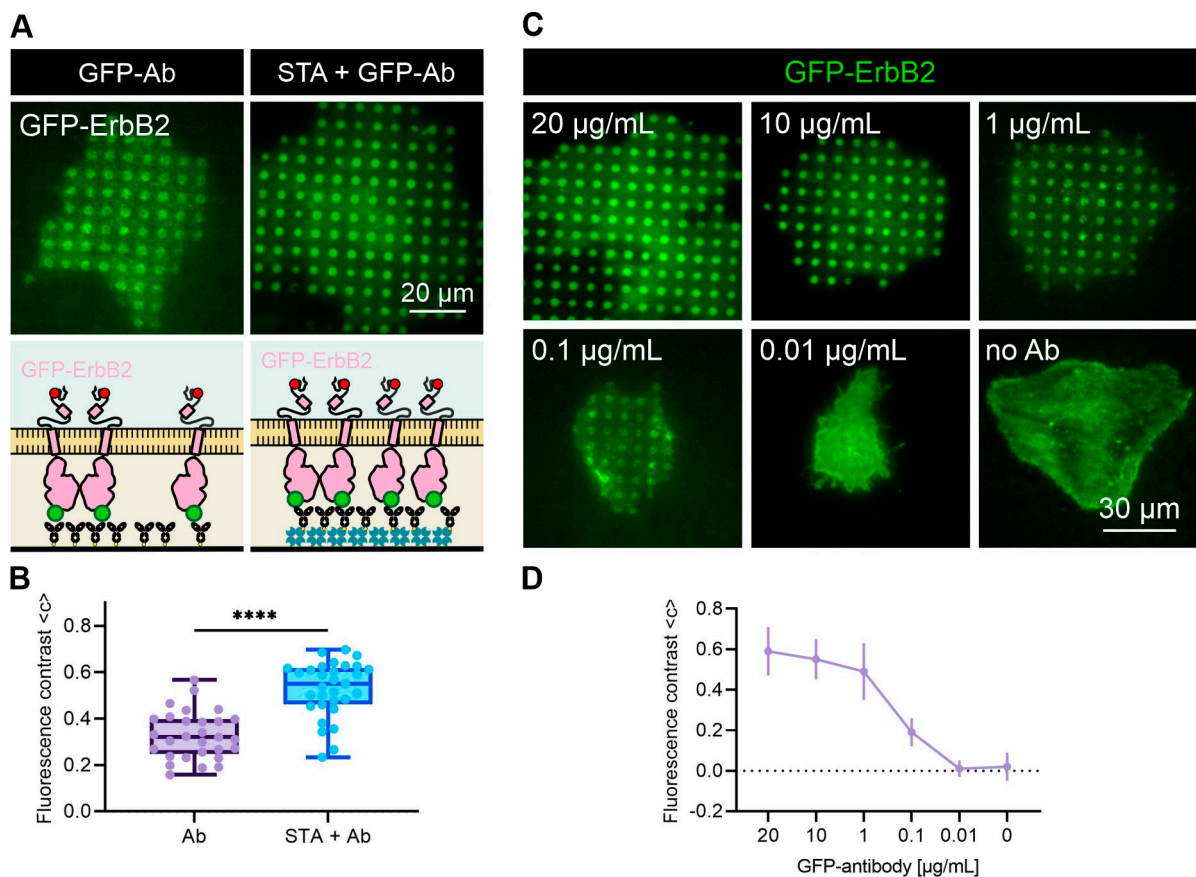 A
GFP-Ab
STA + GFP-Ab
GFP-ErbB2
20 µm
GFP-ErbB2
GFP-ErbB2
B
Fluorescence contrast <c>
0.8
0.6
0.4
0.2
0.0
****
Ab
STA + Ab
C
GFP-ErbB2
20 µg/mL
10 µg/mL
1 µg/mL
0.1 µg/mL
0.01 µg/mL
no Ab
30 µm
D
Fluorescence contrast <c>
0.8
0.6
0.4
0.2
0.0
-0.2
20
10
1
0.1
0.01
0
GFP-antibody [µg/mL]